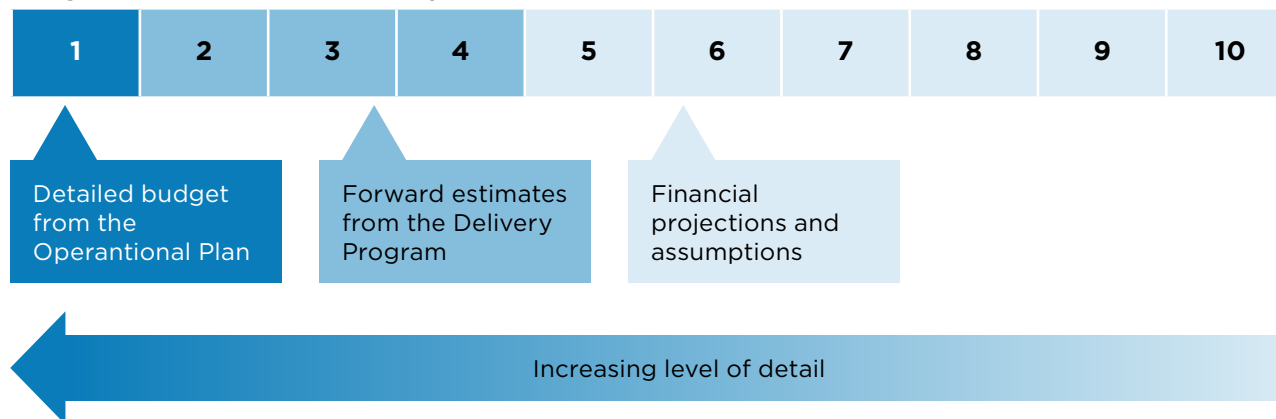 1 2 3 4 5 6 7 8 9 10
Detailed budget
from the
Operantional Plan
Forward estimates
from the Delivery
Program
Financial
projections and
assumptions
Increasing level of detail